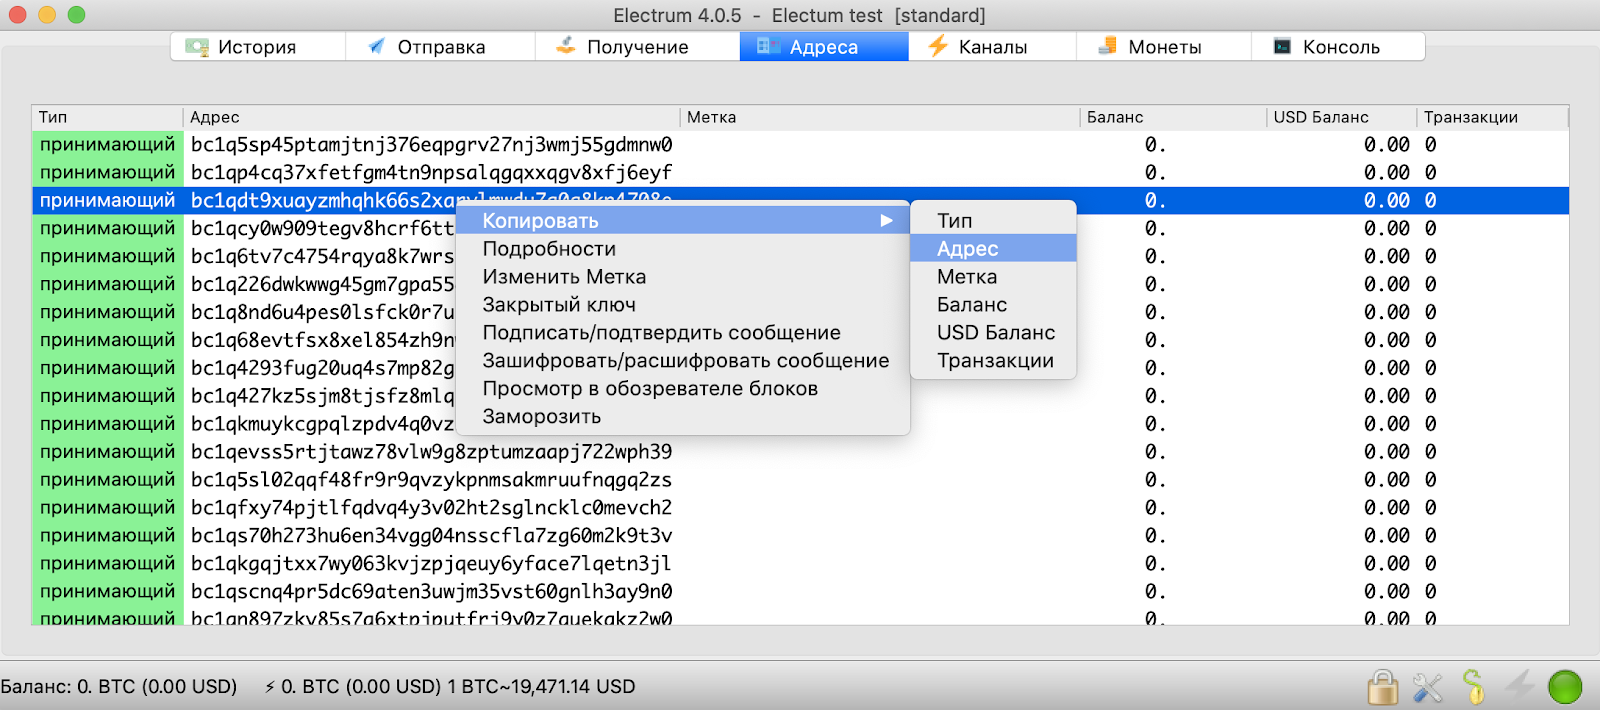 Electrum 4.0.5 - Electum test [standard]
История Отправка Получение Адреса Каналы Монеты Консоль
Тип Адрес Метка Баланс USD Баланс Транзакции
принимающий bc1q5sp45ptamjtnj376eqpgrv27nj3wmj55gdmnw0 0. 0.00 0
принимающий bc1qp4cq37xfetfgm4tn9npsalqgqxxqgv8xfj6eyf 0. 0.00 0
принимающий 0. 0.00 0
Копировать Тип
принимающий bc1qcy0w909tegv8hcrf6tt 0. 0.00 0
Подробности Адрес
принимающий bc1q6tv7c4754rqya8k7wrs 0. 0.00 0
Изменить Метка Метка
принимающий bc1q226dwkwwg45gm7gpa55 0. 0.00 0
Закрытый ключ Баланс
принимающий bc1q8nd6u4pes0lsfck0r7u 0. 0.00 0
Подписать/подтвердить сообщение USD Баланс
принимающий bc1q68evtfsx8xel854zh9n 0. 0.00 0
Зашифровать/расшифровать сообщение Транзакции
принимающий bc1q4293fug20uq4s7mp82g 0. 0.00 0
Просмотр в обозревателе блоков
принимающий bc1q427kz5sjm8tjsfz8mlq 0. 0.00 0
Заморозить
принимающий bc1qkmuykcgpqlzpdv4q0vz 0. 0.00 0
принимающий bc1qevss5rtjtawz78vlw9g8zptumzaapj722wph39 0. 0.00 0
принимающий bc1q5sl02qqf48fr9r9qvzykpnmsakmruufnqgq2zs 0. 0.00 0
принимающий bc1qfxy74pjtlfqdvq4y3v02ht2sglncklc0mevch2 0. 0.00 0
принимающий bc1qs70h273hu6en34vgg04nsscfla7zg60m2k9t3v 0. 0.00 0
принимающий bc1qkgqjtxx7wy063kvjzpjqeuy6yface7lqetn3jl 0. 0.00 0
принимающий bc1qscnq4pr5dc69aten3uwjm35vst60gnlh3ay9n0 0. 0.00 0
принимающий 0. 0.00 0
Баланс: 0. BTC (0.00 USD) ⚡ 0. BTC (0.00 USD) 1 BTC~19,471.14 USD